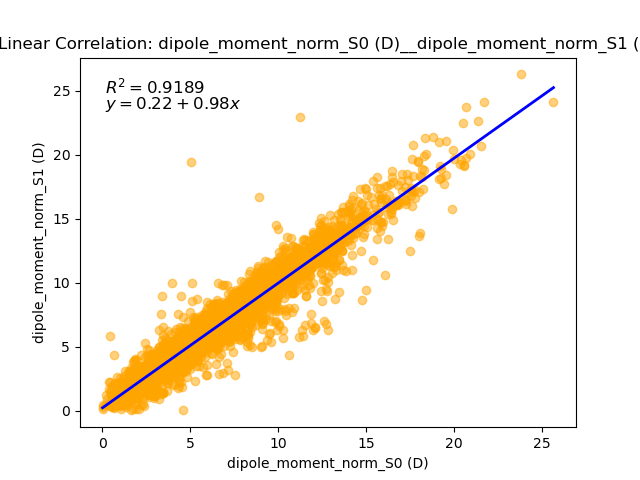 Linear Correlation: dipole_moment_norm_S0 (D)__dipole_moment_norm_S1 (
R² = 0.9189
y = 0.22 + 0.98x
25
20
15
10
5
0
dipole_moment_norm_S1 (D)
0 5 10 15 20 25
dipole_moment_norm_S0 (D)